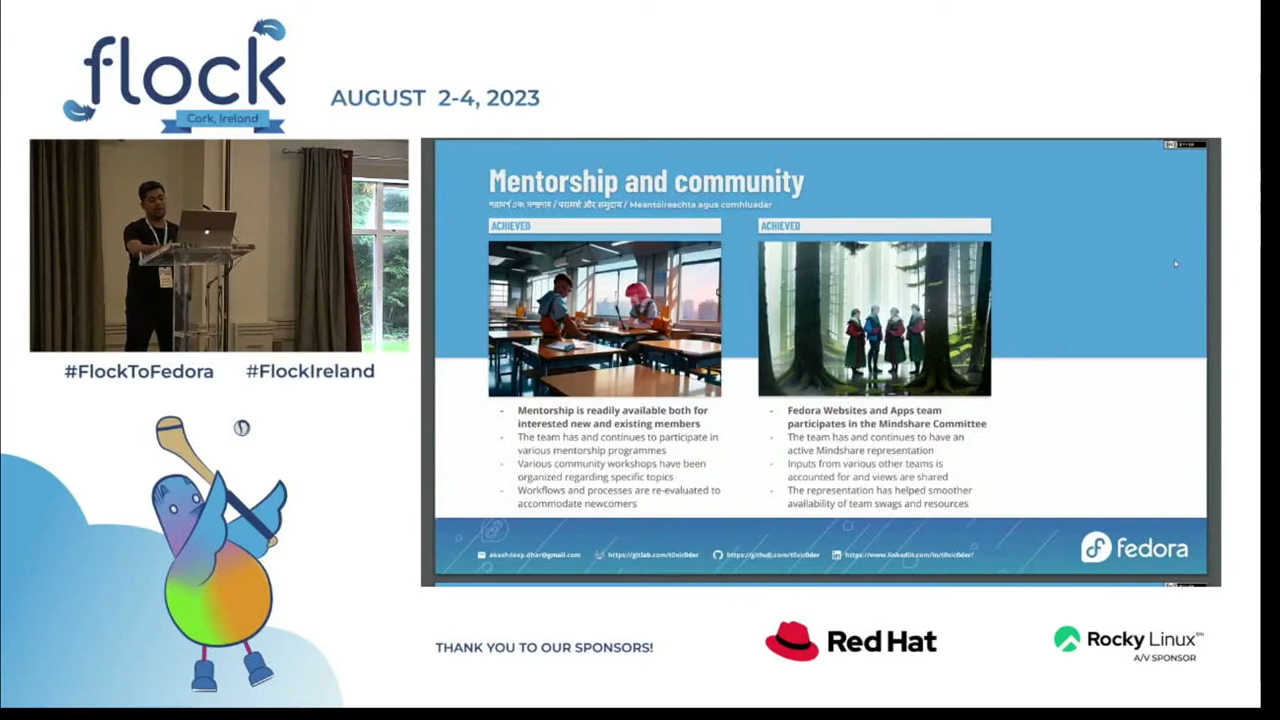 flock
Cork, Ireland
AUGUST 2-4, 2023
#FlockToFedora #FlockIreland
Mentorship and community
परामर्श और समुदाय / Meantóireachta agus comhluadar
ACHIEVED
- Mentorship is readily available both for
interested new and existing members
- The team has and continues to participate in
various mentorship programmes
- Various community workshops have been
organized regarding specific topics
- Workflows and processes are re-evaluated to
accommodate newcomers
ACHIEVED
- Fedora Websites and Apps team
participates in the Mindshare Committee
- The team has and continues to have an
active Mindshare representation
- Inputs from various other teams is
accounted for and views are shared
- The representation has helped smoother
availability of team swags and resources
akashdeep.dhar@gmail.com https://gitlab.com/t0xic0der https://github.com/t0xic0der https://www.linkedin.com/in/t0xic0der/
fedora
THANK YOU TO OUR SPONSORS!
Red Hat
Rocky Linux™
A/V SPONSOR